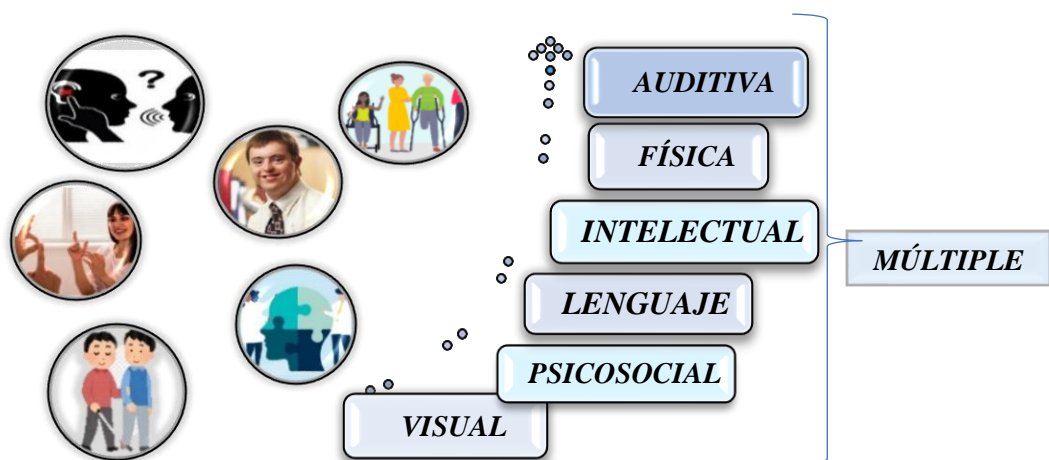 ?
AUDITIVA
FÍSICA
INTELECTUAL
MÚLTIPLE
LENGUAJE
PSICOSOCIAL
VISUAL